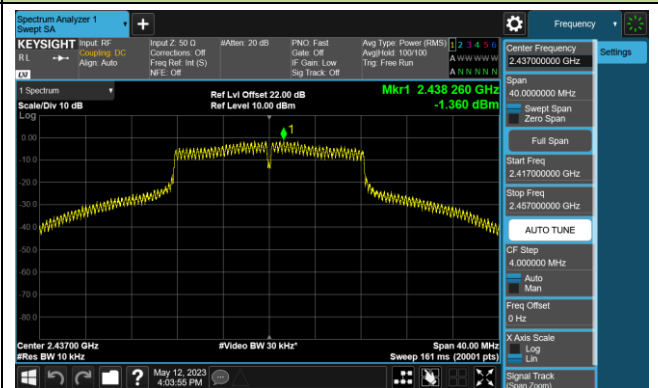 Spectrum Analyzer 1
Swept SA
+
Frequency
KEYSIGHT
RL
LXI
Input: RF
Coupling: DC
Align: Auto
Input Z: 50 Ω
Corrections: Off
Freq Ref: Int (S)
NFE: Off
#Atten: 20 dB
PNO: Fast
Gate: Off
IF Gain: Low
Sig Track: Off
Avg Type: Power (RMS)
Avg|Hold: 100/100
Trig: Free Run
1 2 3 4 5 6
A W W W W W
A N N N N N
1 Spectrum
Scale/Div 10 dB
Log
Ref Lvl Offset 22.00 dB
Ref Level 10.00 dBm
Mkr1 2.438 260 GHz
-1.360 dBm
1
0.00
-10.0
-20.0
-30.0
-40.0
-50.0
-60.0
-70.0
-80.0
Center 2.43700 GHz
#Res BW 10 kHz
#Video BW 30 kHz*
Span 40.00 MHz
Sweep 161 ms (20001 pts)
May 12, 2023
4:03:55 PM
?
Center Frequency
2.437000000 GHz
Settings
Span
40.0000000 MHz
Swept Span
Zero Span
Full Span
Start Freq
2.417000000 GHz
Stop Freq
2.457000000 GHz
AUTO TUNE
CF Step
4.000000 MHz
Auto
Man
Freq Offset
0 Hz
X Axis Scale
Log
Lin
Signal Track
(Span Zoom)